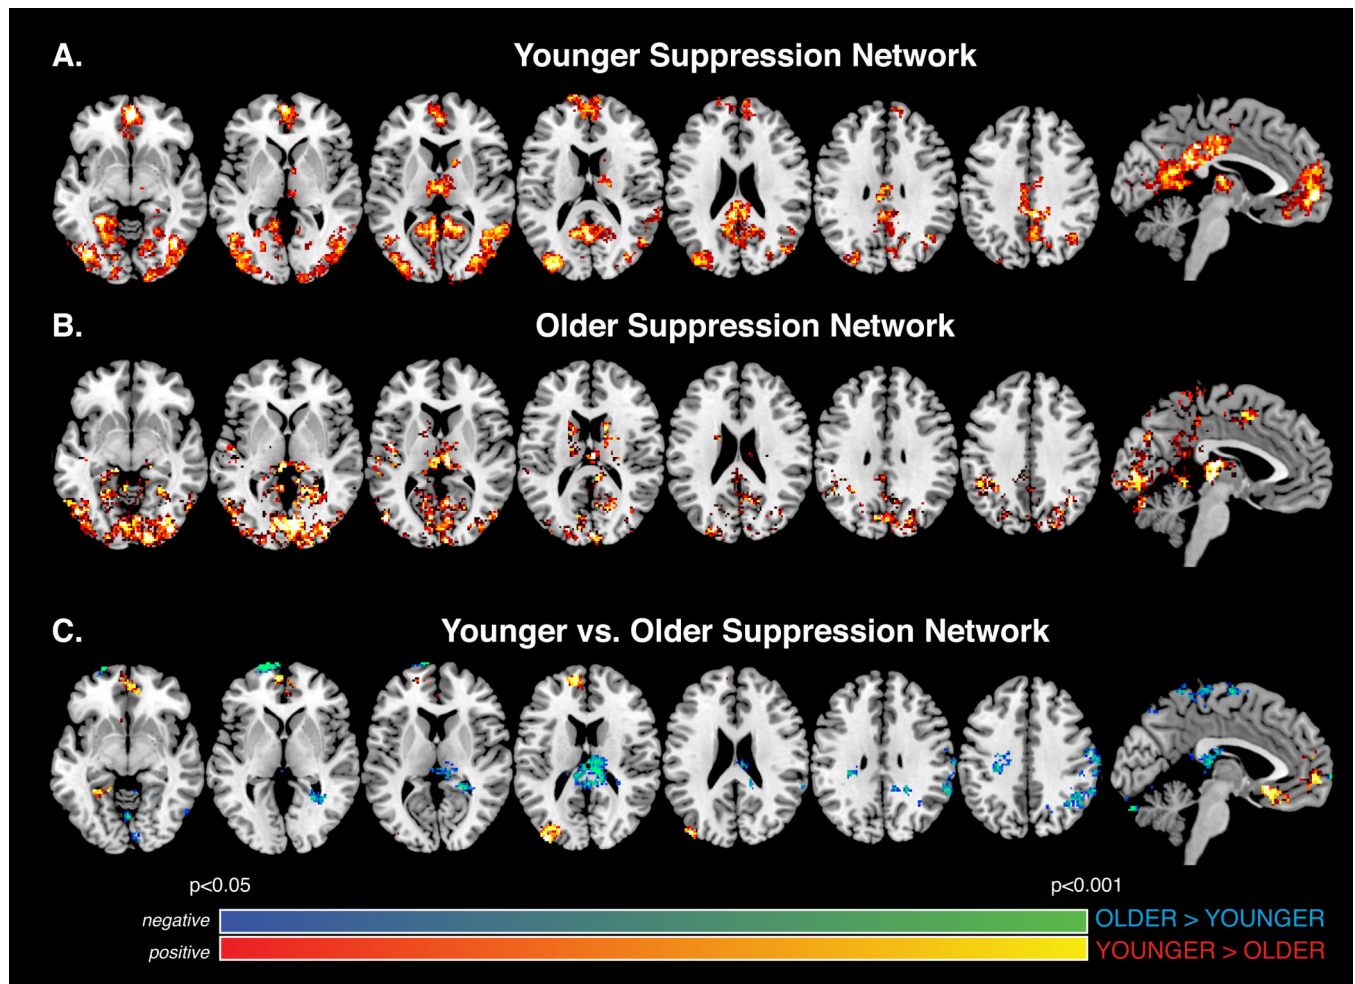 A. Younger Suppression Network
B. Older Suppression Network
C. Younger vs. Older Suppression Network
p<0.05 p<0.001
negative OLDER > YOUNGER
positive YOUNGER > OLDER